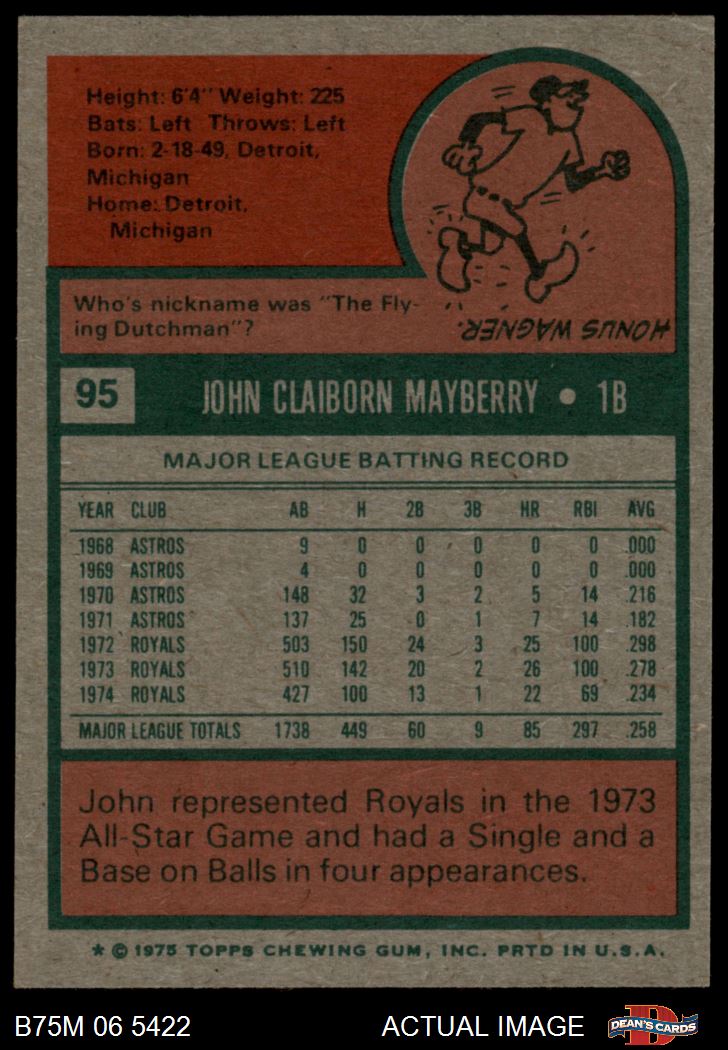 Height: 6'4" Weight: 225
Bats: Left Throws: Left
Born: 2-18-49, Detroit,
Michigan
Home: Detroit,
Michigan
Who's nickname was "The Fly-
ing Dutchman"?
HONUS WAGNER.
95 JOHN CLAIBORN MAYBERRY • 1B
MAJOR LEAGUE BATTING RECORD
YEAR CLUB AB H 2B 3B HR RBI AVG
1968 ASTROS 9 0 0 0 0 0 .000
1969 ASTROS 4 0 0 0 0 0 .000
1970 ASTROS 148 32 3 2 5 14 .216
1971 ASTROS 137 25 0 1 7 14 .182
1972 ROYALS 503 150 24 3 25 100 .298
1973 ROYALS 510 142 20 2 26 100 .278
1974 ROYALS 427 100 13 1 22 69 .234
MAJOR LEAGUE TOTALS 1738 449 60 9 85 297 .258
John represented Royals in the 1973
All-Star Game and had a Single and a
Base on Balls in four appearances.
* © 1975 TOPPS CHEWING GUM, INC. PRTD IN U.S.A.
B75M 06 5422 ACTUAL IMAGE D DEAN'S CARDS